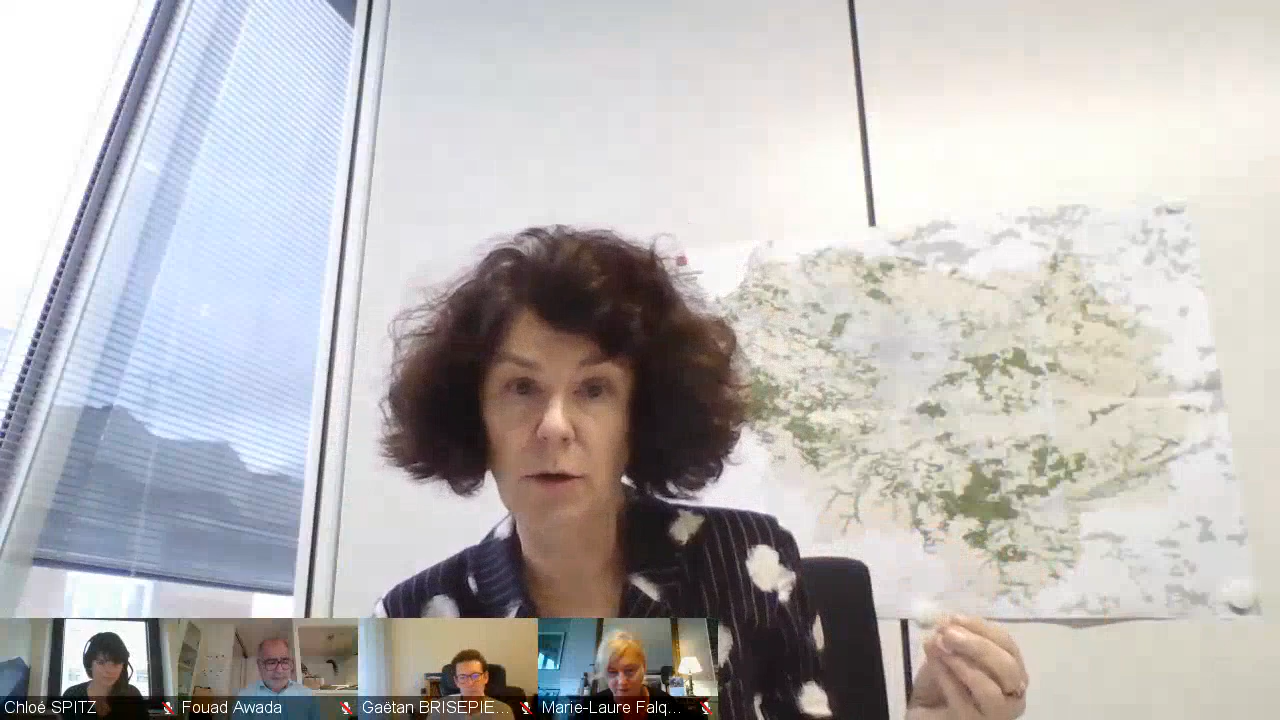 Chloé SPITZ
Fouad Awada
Gaëtan BRISEPIE...
Marie-Laure Falq...